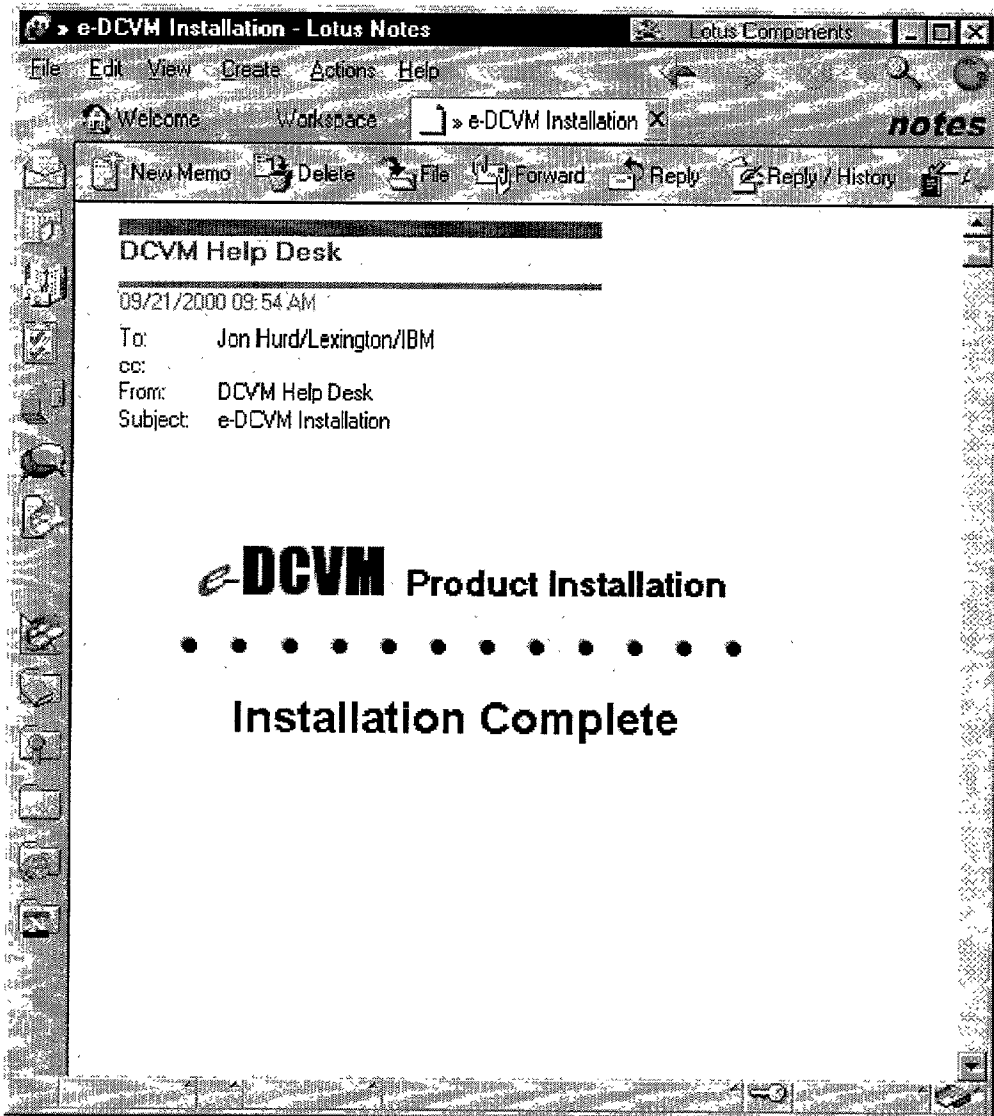 » e-DCVM Installation - Lotus Notes Lotus Components
File Edit View Create Actions Help
Welcome Workspace » e-DCVM Installation X notes
New Memo Delete File Forward Reply Reply / History
DCVM Help Desk
09/21/2000 09:54 AM
To: Jon Hurd/Lexington/IBM
cc:
From: DCVM Help Desk
Subject: e-DCVM Installation
e-DCVM Product Installation
Installation Complete